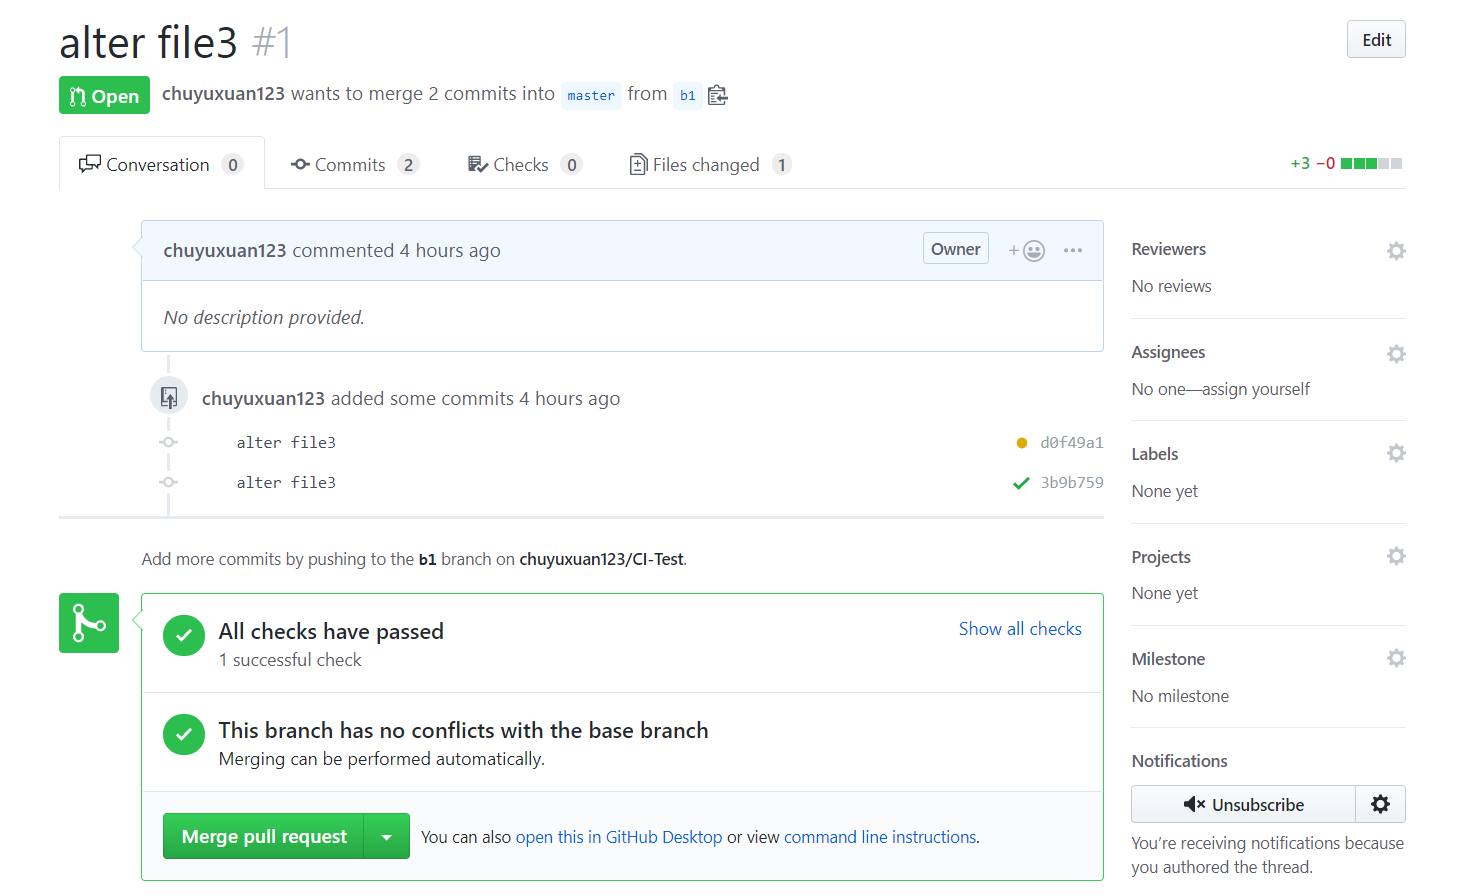 alter file3 #1
Edit
Open chuyuxuan123 wants to merge 2 commits into master from b1
Conversation 0 Commits 2 Checks 0 Files changed 1 +3 −0
chuyuxuan123 commented 4 hours ago Owner +
No description provided.
chuyuxuan123 added some commits 4 hours ago
alter file3 d0f49a1
alter file3 3b9b759
Add more commits by pushing to the b1 branch on chuyuxuan123/CI-Test.
All checks have passed
Show all checks
1 successful check
This branch has no conflicts with the base branch
Merging can be performed automatically.
Merge pull request You can also open this in GitHub Desktop or view command line instructions.
Reviewers
No reviews
Assignees
No one—assign yourself
Labels
None yet
Projects
None yet
Milestone
No milestone
Notifications
Unsubscribe
You’re receiving notifications because
you authored the thread.